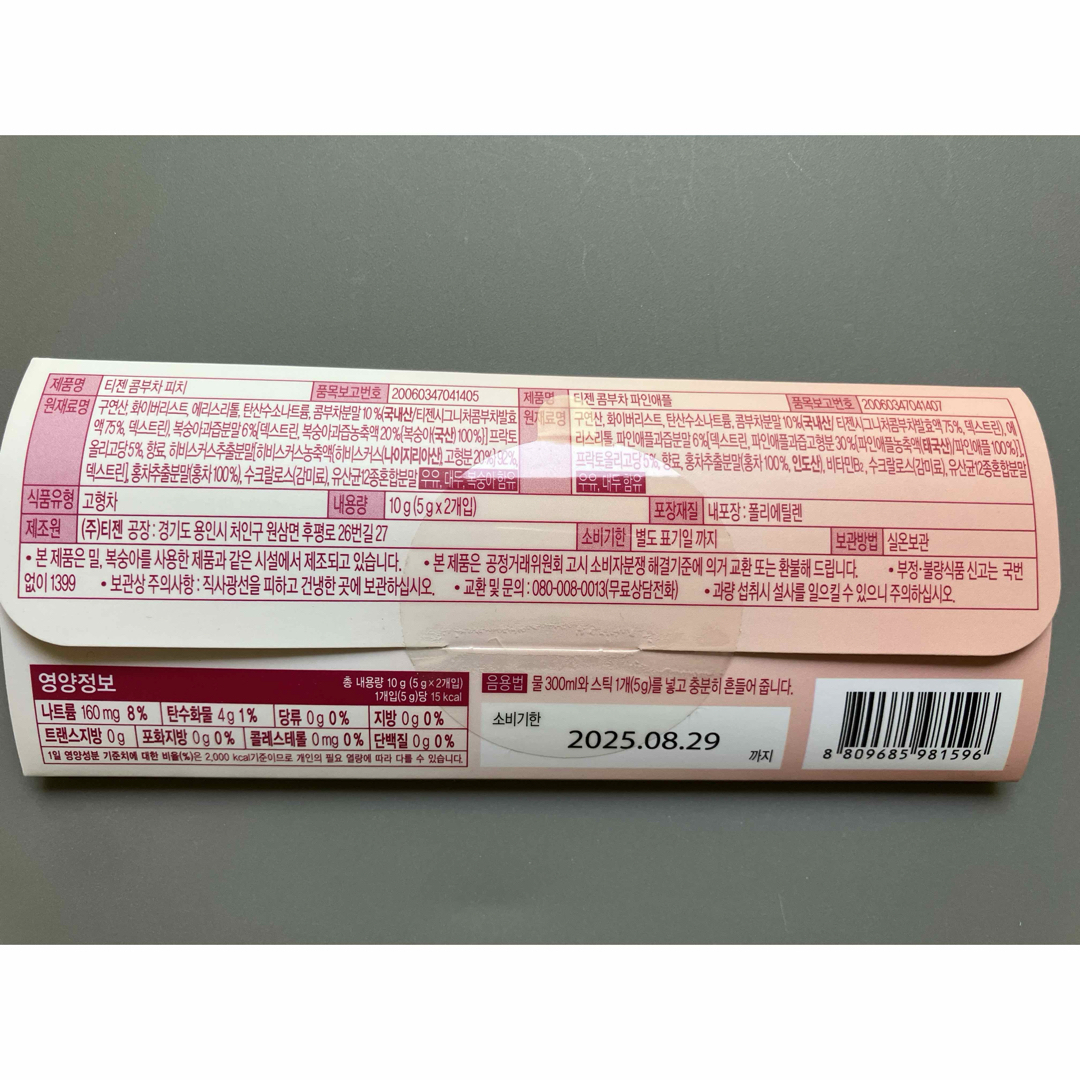 제품명 티젠 콤부차 피치 품목보고번호 20060347041405
원재료명 구연산, 화이버리스트, 에리스리톨, 탄산수소나트륨, 콤부차분말 10%{국내산/티젠시그니처콤부차발효
액 75%, 덱스트린}, 복숭아과즙분말 6%[덱스트린, 복숭아과즙농축액 20%{복숭아(국산) 100%}] 프락토
올리고당 5%, 향료, 히비스커스추출분말[히비스커스농축액{히비스커스(나이지리아산) 고형분 20%} 82%,
덱스트린], 홍차추출분말(홍차 100%), 수크랄로스(감미료), 유산균12종혼합분말 우유, 대두, 복숭아 함유
제품명 티젠 콤부차 파인애플 품목보고번호 20060347041407
원재료명 구연산, 화이버리스트, 탄산수소나트륨, 콤부차분말 10%{국내산/티젠시그니처콤부차발효액 75%, 덱스트린}, 에
리스리톨, 파인애플과즙분말 6%[덱스트린, 파인애플과즙고형분 30%{파인애플농축액(태국산)(파인애플 100%)}],
프락토올리고당 5%, 향료, 홍차추출분말(홍차 100%, 인도산), 비타민B₂, 수크랄로스(감미료), 유산균12종혼합분말
우유, 대두 함유
식품유형 고형차 내용량 10 g (5 g×2개입) 포장재질 내포장 : 폴리에틸렌
제조원 (주)티젠 공장 : 경기도 용인시 처인구 원삼면 후평로 26번길 27 소비기한 별도 표기일 까지 보관방법 실온보관
• 본 제품은 밀, 복숭아를 사용한 제품과 같은 시설에서 제조되고 있습니다. • 본 제품은 공정거래위원회 고시 소비자분쟁 해결기준에 의거 교환 또는 환불해 드립니다. • 부정·불량식품 신고는 국번
없이 1399 • 보관상 주의사항 : 직사광선을 피하고 건냉한 곳에 보관하십시오. • 교환 및 문의 : 080-008-0013(무료상담전화) • 과량 섭취시 설사를 일으킬 수 있으니 주의하십시오.
영양정보 총 내용량 10 g (5 g×2개입)
1개입(5 g)당 15 kcal
나트륨 160 mg 8% 탄수화물 4 g 1% 당류 0 g 0% 지방 0 g 0%
트랜스지방 0 g 포화지방 0 g 0% 콜레스테롤 0 mg 0% 단백질 0 g 0%
1일 영양성분 기준치에 대한 비율(%)은 2,000 kcal기준이므로 개인의 필요 열량에 따라 다를 수 있습니다.
음용법 물 300ml와 스틱 1개(5g)를 넣고 충분히 흔들어 줍니다.
소비기한
2025.08.29
까지
8 809685 981596